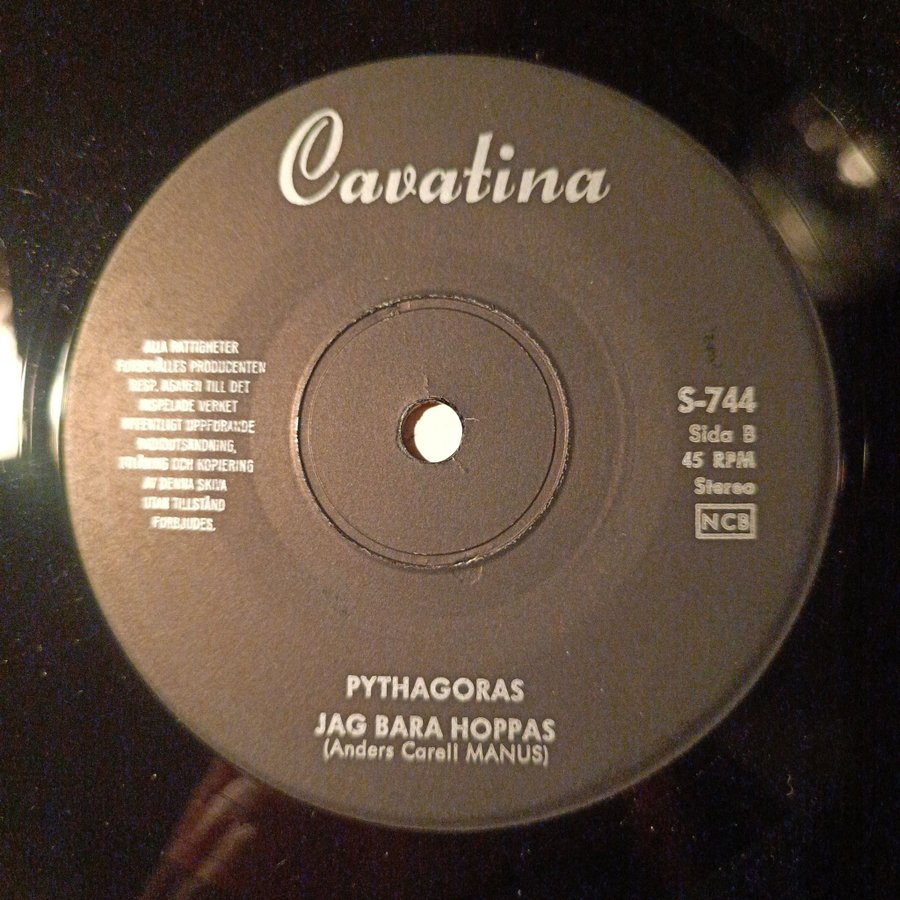 Cavatina
ALLA RÄTTIGHETER
FÖRBEHÅLLES PRODUCENTEN
RESP. ÄGAREN TILL DET
INSPELADE VERKET
OFFENTLIGT UPPFÖRANDE
RADIOUTSÄNDNING,
UTLÅNING OCH KOPIERING
AV DENNA SKIVA
UTAN TILLSTÅND
FÖRBJUDES.
S-744
Sida B
45 RPM
Stereo
NCB
PYTHAGORAS
JAG BARA HOPPAS
(Anders Carell MANUS)